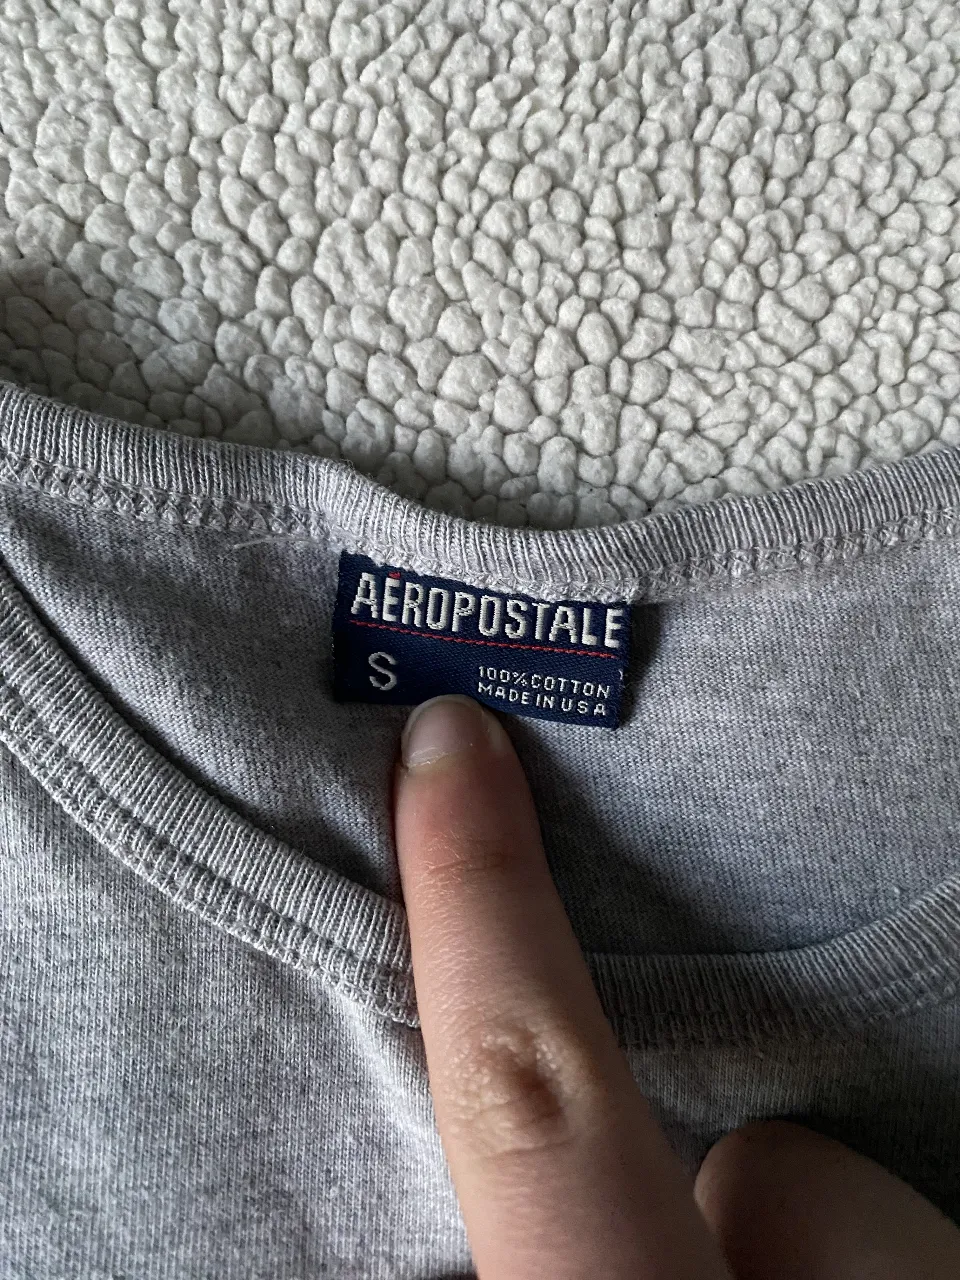 AÉROPOSTALE
S
100% COTTON
MADE IN USA